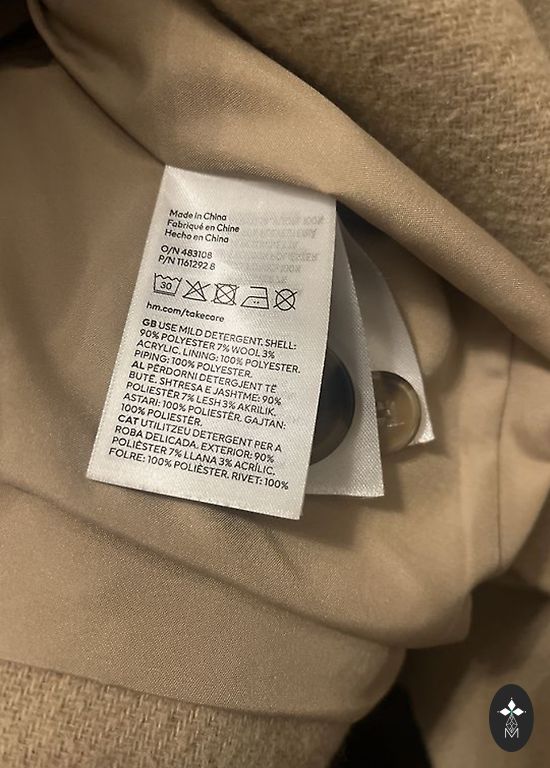 Made in China
Fabriqué en Chine
Hecho en China
O/N 483108
P/N 1161292 8
30
hm.com/takecare
GB USE MILD DETERGENT. SHELL:
90% POLYESTER 7% WOOL 3%
ACRYLIC. LINING: 100% POLYESTER.
PIPING: 100% POLYESTER.
AL PËRDORNI DETERGJENT TË
BUTË. SHTRESA E JASHTME: 90%
POLIESTËR 7% LESH 3% AKRILIK.
ASTARI: 100% POLIESTËR. GAJTAN:
100% POLIESTËR.
CAT UTILITZEU DETERGENT PER A
ROBA DELICADA. EXTERIOR: 90%
POLIÈSTER 7% LLANA 3% ACRÍLIC.
FOLRE: 100% POLIÈSTER. RIVET: 100%
M